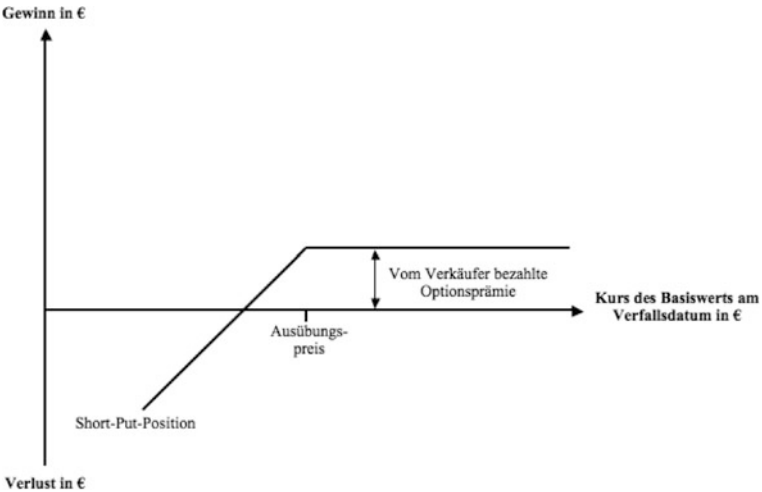 Gewinn in €
Vom Verkäufer bezahlte
Optionsprämie
Kurs des Basiswerts am
Verfallsdatum in €
Ausübungs-
preis
Short-Put-Position
Verlust in €